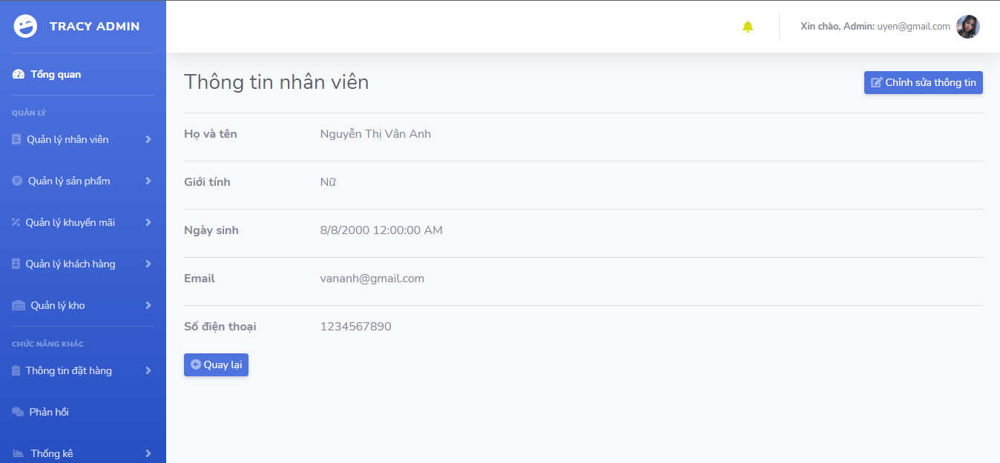 TRACY ADMIN
Xin chào, Admin: uyen@gmail.com
Tổng quan
QUẢN LÝ
Quản lý nhân viên
Quản lý sản phẩm
Quản lý khuyến mãi
Quản lý khách hàng
Quản lý kho
CHỨC NĂNG KHÁC
Thông tin đặt hàng
Phản hồi
Thống kê
Thông tin nhân viên
Chỉnh sửa thông tin
Họ và tên Nguyễn Thị Vân Anh
Giới tính Nữ
Ngày sinh 8/8/2000 12:00:00 AM
Email vananh@gmail.com
Số điện thoại 1234567890
Quay lại